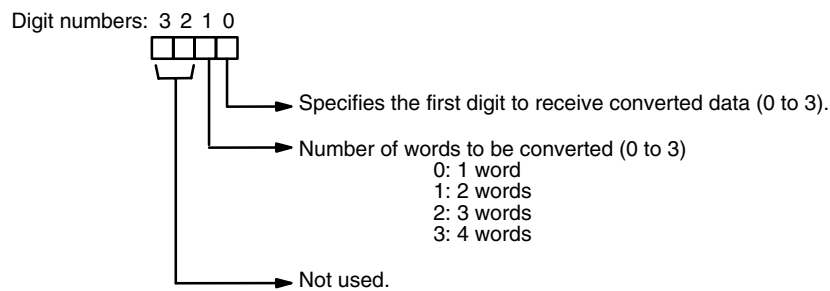 Digit numbers: 3 2 1 0
Specifies the first digit to receive converted data (0 to 3).
Number of words to be converted (0 to 3)
0: 1 word
1: 2 words
2: 3 words
3: 4 words
Not used.